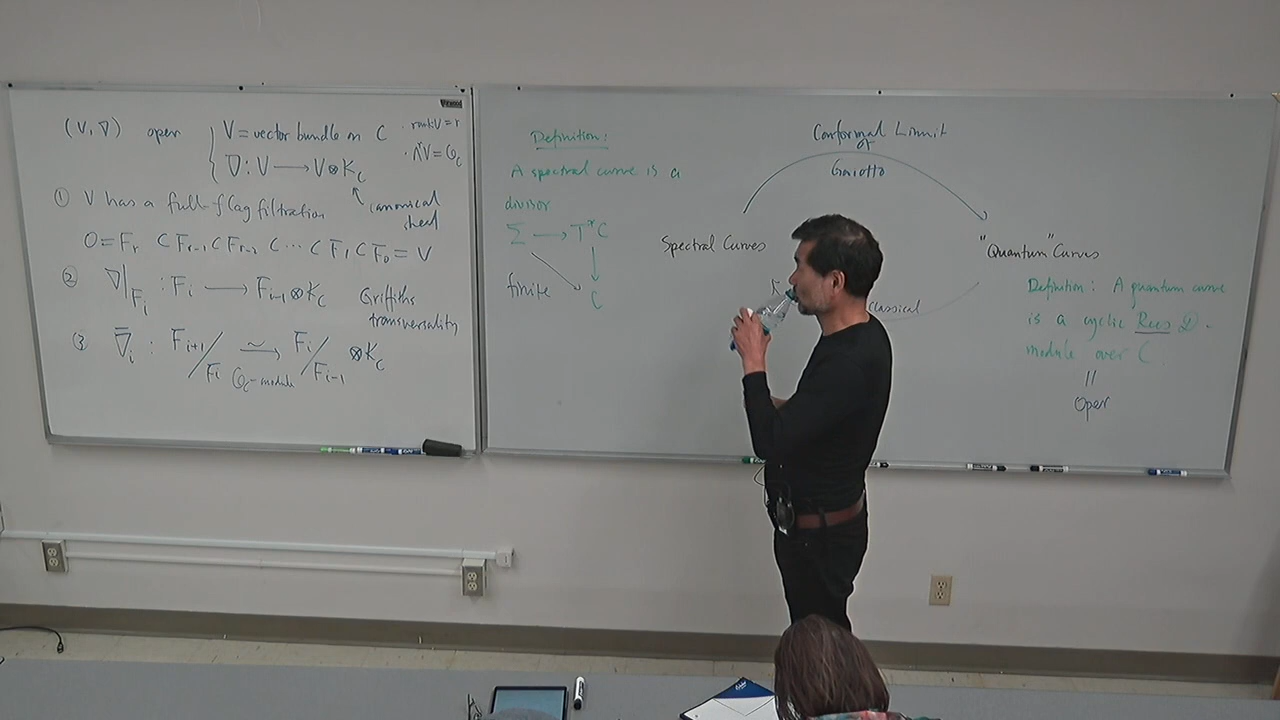 (V, ∇) oper { V = vector bundle on C · rank V = r
∇ : V ⟶ V⊗K_C · Λ^r V = O_C
canonical
sheaf
① V has a full-flag filtration
0 = F_r ⊂ F_{r-1} ⊂ F_{r-2} ⊂ ··· ⊂ F_1 ⊂ F_0 = V
② ∇|_{F_i} : F_i ⟶ F_{i-1} ⊗ K_C Griffiths
transversality
③ ∇̄_i : F_{i+1}/F_i ⟶~ F_i/F_{i-1} ⊗ K_C
O_C-module
Definition:
A spectral curve is a
divisor
Σ ⟶ T*C
finite ↘ ↓
C
Conformal Limit
of
Gaiotto
Spectral Curves
"Quantum" Curves
classical
Definition : A quantum curve
is a cyclic Rees D-
module over C.
||
Oper